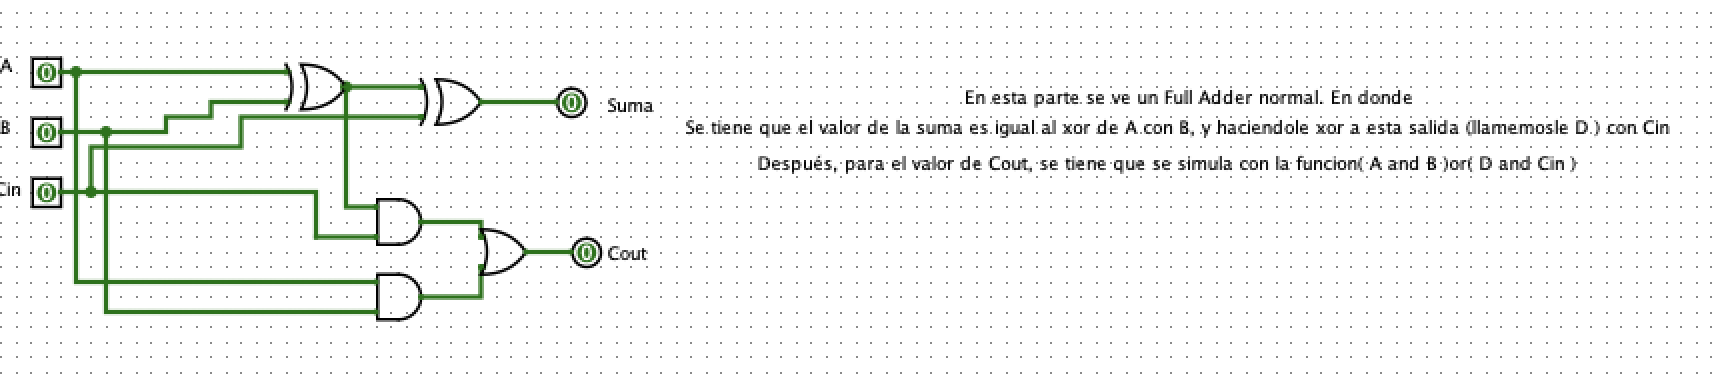 A
0
0
Suma
B
0
Cin
0
0
Cout
En esta parte se ve un Full Adder normal. En donde
Se tiene que el valor de la suma es igual al xor de A con B, y haciendole xor a esta salida (llamemosle D ) con Cin
Después, para el valor de Cout, se tiene que se simula con la funcion( A and B )or( D and Cin )